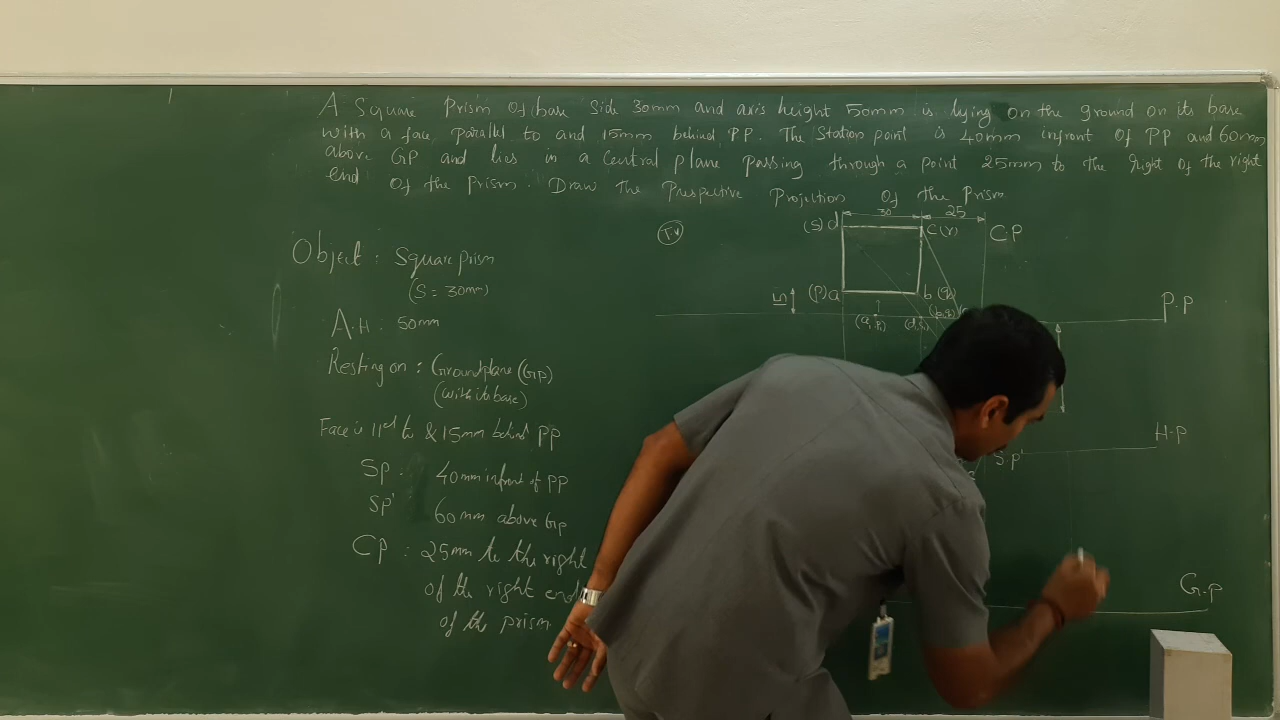 A Square Prism Of base Side 30mm and axis height 50mm is lying on the ground on its base
with a face parallel to and 15mm behind PP. The Station point is 40mm infront of PP and 60mm
above GP and lies in a Central plane passing through a point 25mm to the right of the right
end of the Prism. Draw The Prespective Projection Of the Prism.
TV
30
25
(s) d
c (r)
C.P
Object : Square prism
(S = 30mm)
15
(p) a
b (q)
P.P
A.H : 50mm
Resting on : Ground plane (GP)
(with its base)
Face is 11el to & 15mm behind PP
H.P
S.P'
SP : 40mm infront of PP
SP' 60mm above Gp
CP : 25mm to the right
of the right end
of the prism
G.P